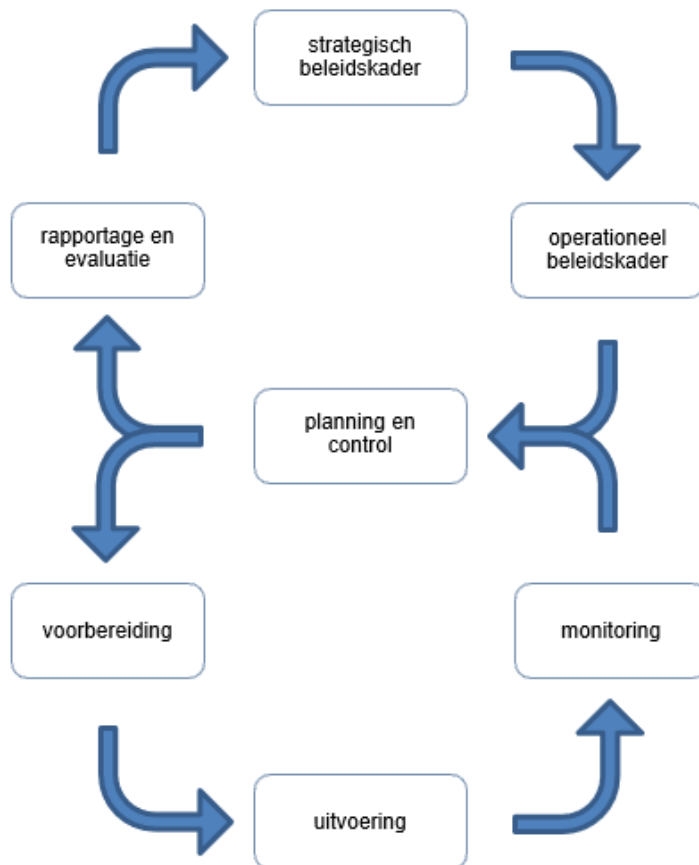 strategisch
beleidskader
rapportage en
evaluatie
operationeel
beleidskader
planning en
control
voorbereiding
monitoring
uitvoering